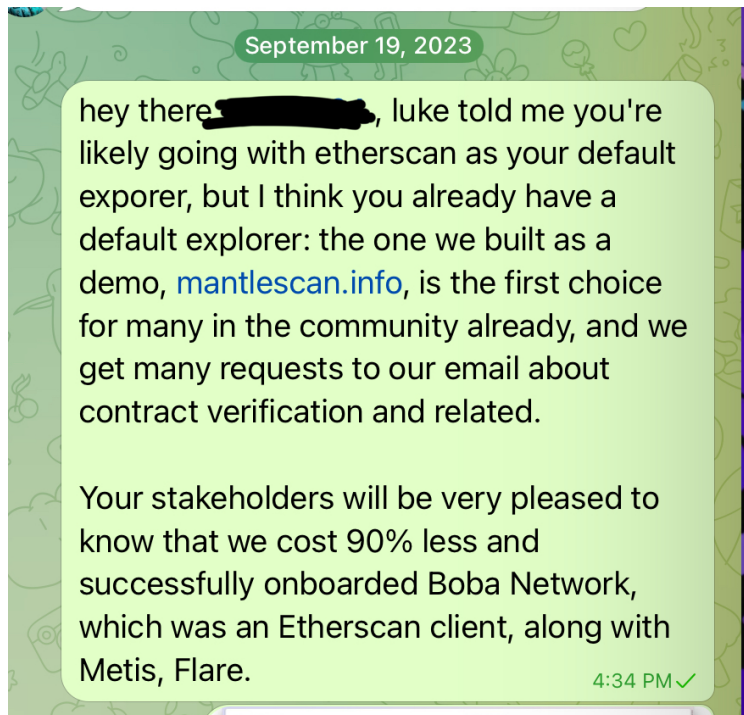 September 19, 2023
hey there , luke told me you're
likely going with etherscan as your default
exporer, but I think you already have a
default explorer: the one we built as a
demo, mantlescan.info, is the first choice
for many in the community already, and we
get many requests to our email about
contract verification and related.
Your stakeholders will be very pleased to
know that we cost 90% less and
successfully onboarded Boba Network,
which was an Etherscan client, along with
Metis, Flare.
4:34 PM